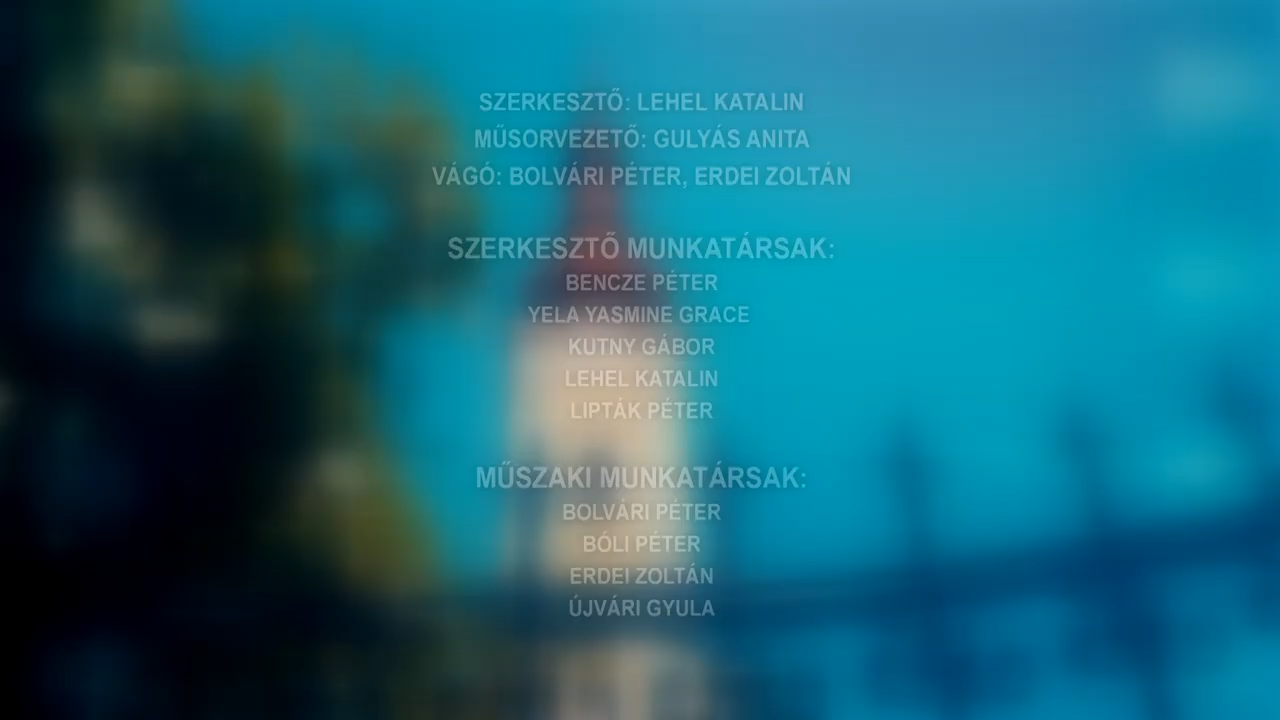 SZERKESZTŐ: LEHEL KATALIN
MŰSORVEZETŐ: GULYÁS ANITA
VÁGÓ: BOLVÁRI PÉTER, ERDEI ZOLTÁN
SZERKESZTŐ MUNKATÁRSAK:
BENCZE PÉTER
YELA YASMINE GRACE
KUTNY GÁBOR
LEHEL KATALIN
LIPTÁK PÉTER
MŰSZAKI MUNKATÁRSAK:
BOLVÁRI PÉTER
BÓLI PÉTER
ERDEI ZOLTÁN
ÚJVÁRI GYULA